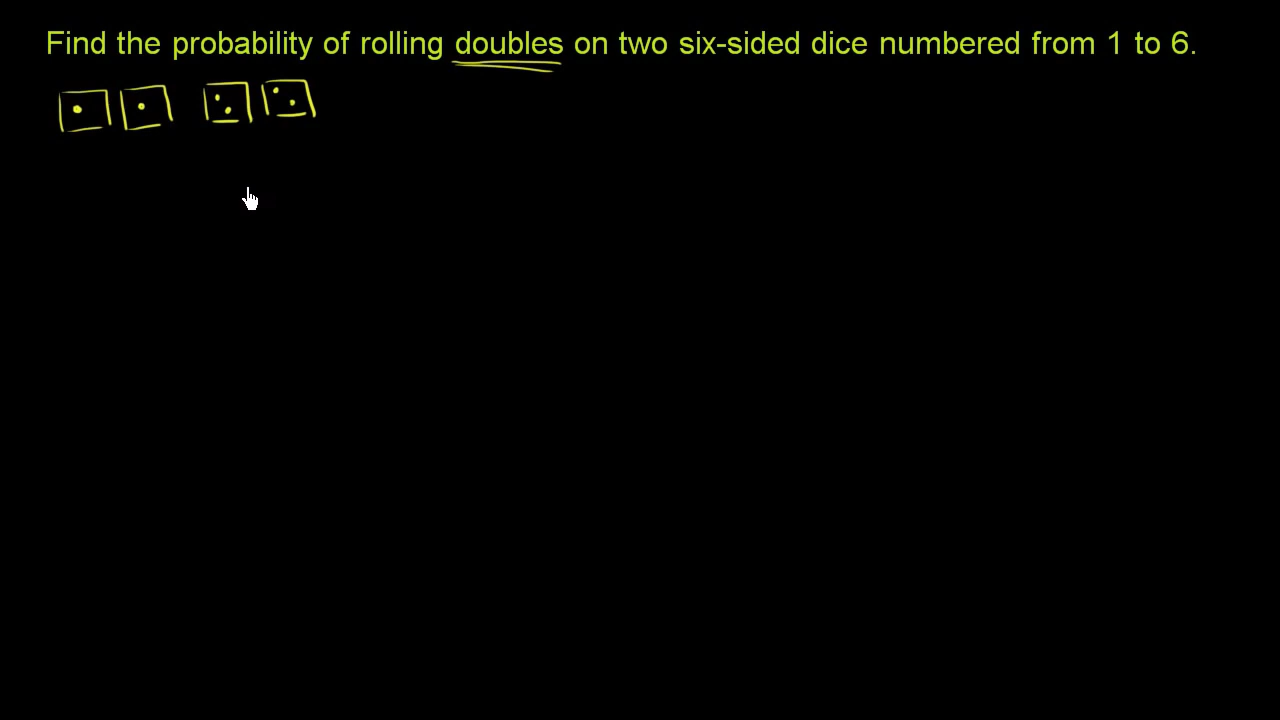 Find the probability of rolling doubles on two six-sided dice numbered from 1 to 6.